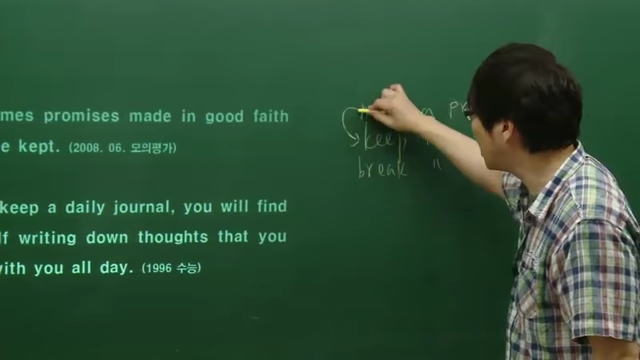 mes promises made in good faith
e kept. (2008. 06. 모의평가)
keep a daily journal, you will find
lf writing down thoughts that you
with you all day. (1996 수능)
keep "
break "